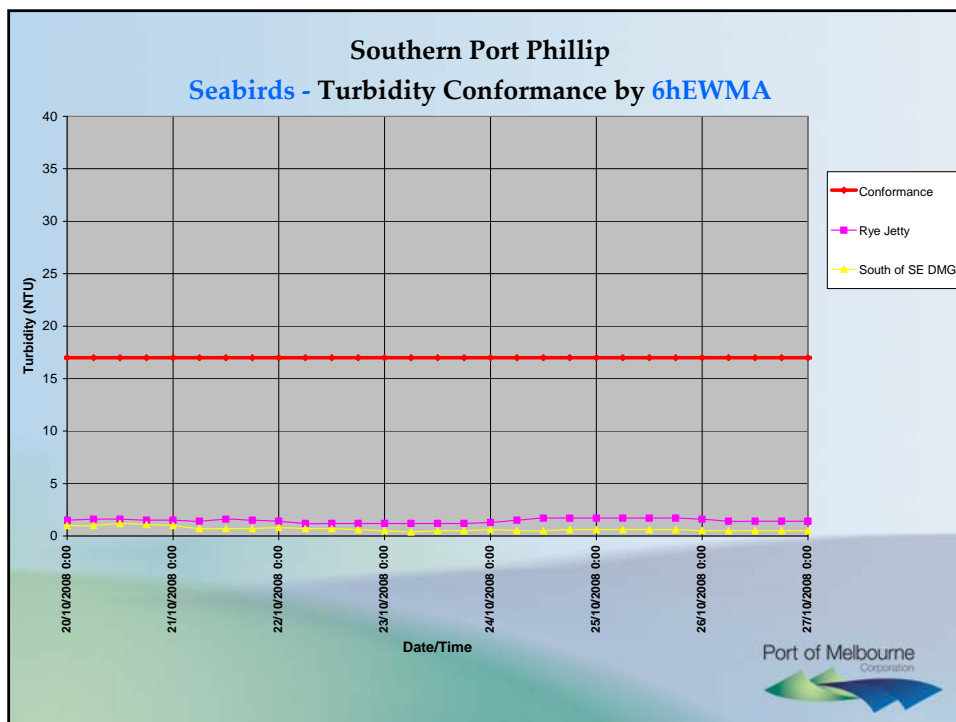 Southern Port Phillip
Seabirds - Turbidity Conformance by 6hEWMA
40
35
30
25
20
15
10
5
0
Turbidity (NTU)
20/10/2008 0:00
21/10/2008 0:00
22/10/2008 0:00
23/10/2008 0:00
24/10/2008 0:00
25/10/2008 0:00
26/10/2008 0:00
27/10/2008 0:00
Date/Time
Conformance
Rye Jetty
South of SE DMG
Port of Melbourne
Corporation